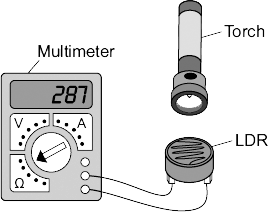 Multimeter
Torch
287
V
A
Ω
LDR